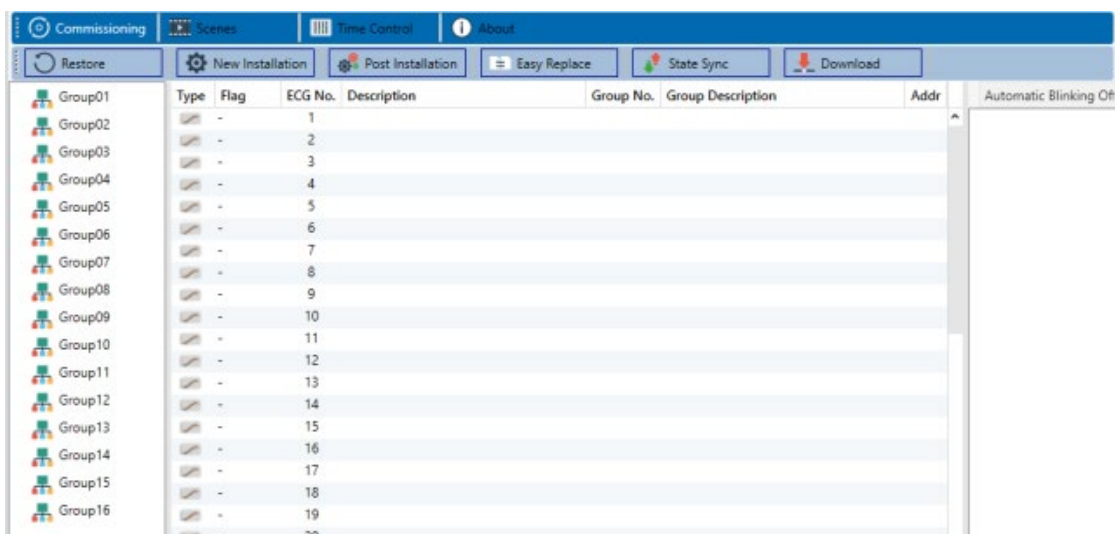 Commissioning Scenes Time Control About
Restore New Installation Post Installation Easy Replace State Sync Download
Group01
Group02
Group03
Group04
Group05
Group06
Group07
Group08
Group09
Group10
Group11
Group12
Group13
Group14
Group15
Group16
Type Flag ECG No. Description Group No. Group Description Addr
- 1
- 2
- 3
- 4
- 5
- 6
- 7
- 8
- 9
- 10
- 11
- 12
- 13
- 14
- 15
- 16
- 17
- 18
- 19
Automatic Blinking